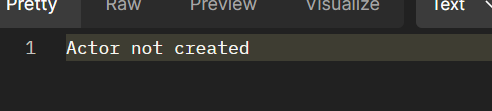 Pretty Raw Preview Visualize Text
1 Actor not created